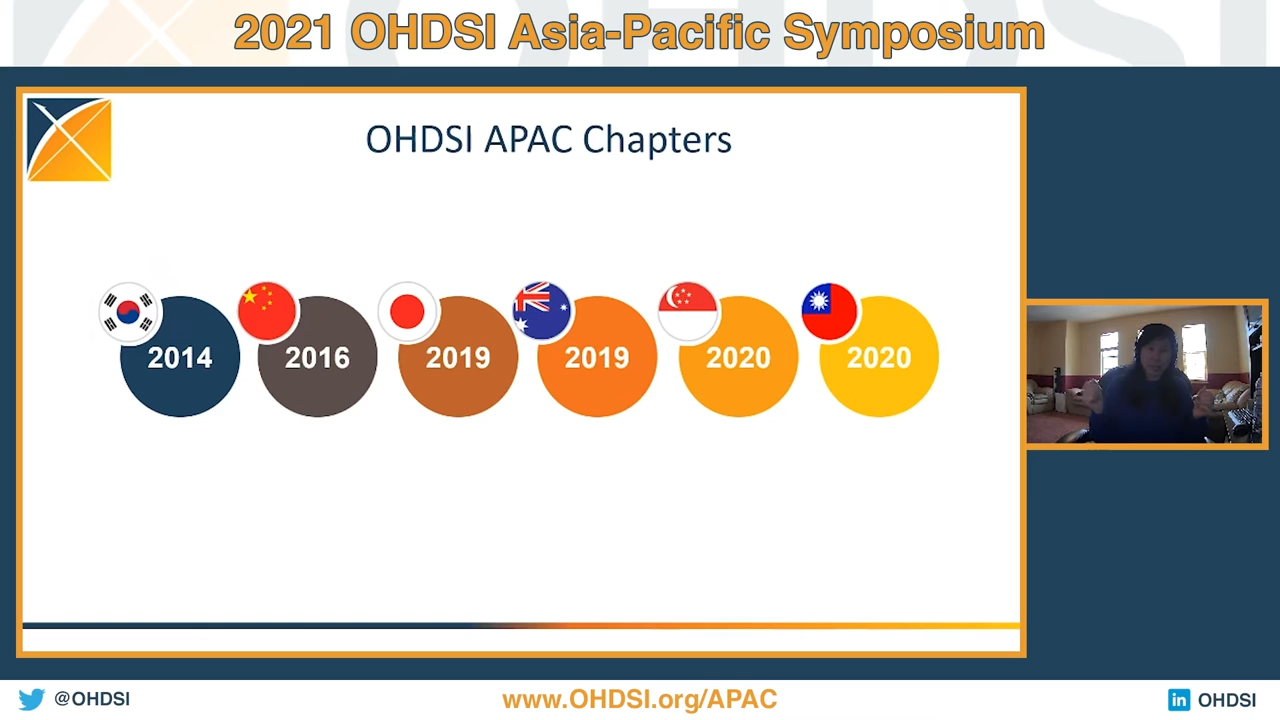 2021 OHDSI Asia-Pacific Symposium
OHDSI APAC Chapters
2014 2016 2019 2019 2020 2020
@OHDSI www.OHDSI.org/APAC in OHDSI